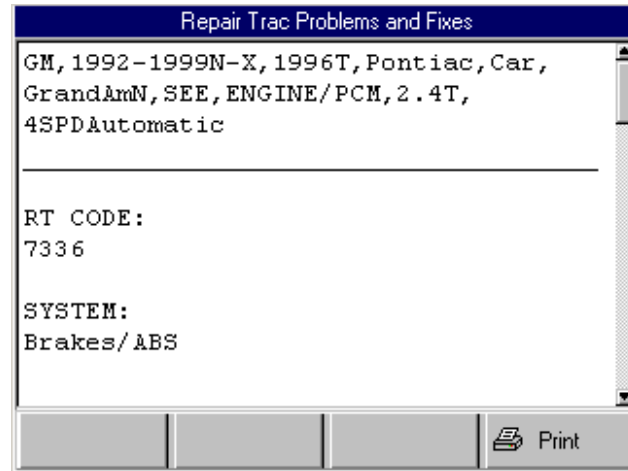 Repair Trac Problems and Fixes
GM,1992-1999N-X,1996T,Pontiac,Car,
GrandAmN,SEE,ENGINE/PCM,2.4T,
4SPDAutomatic
RT CODE:
7336
SYSTEM:
Brakes/ABS
Print